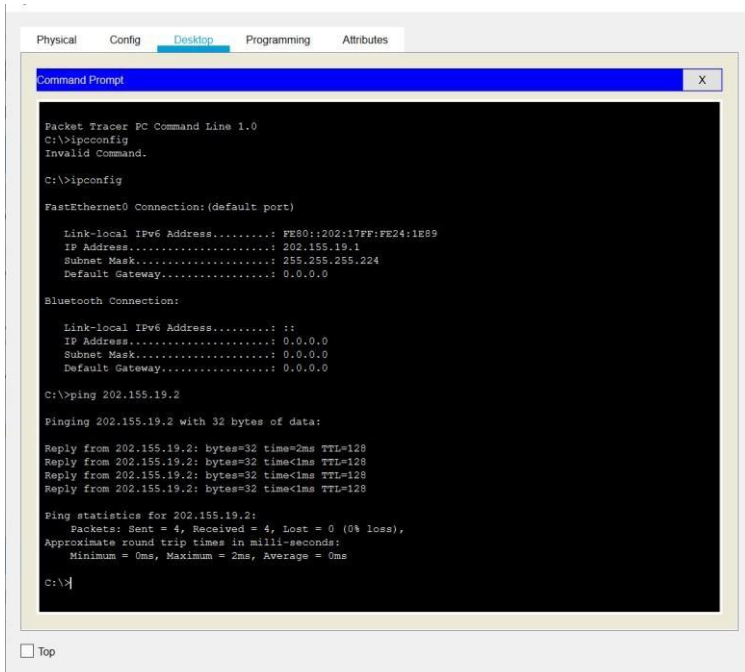 Physical Config Desktop Programming Attributes
Command Prompt X
Packet Tracer PC Command Line 1.0
C:\>ipcconfig
Invalid Command.
C:\>ipconfig
FastEthernet0 Connection:(default port)
Link-local IPv6 Address.........: FE80::202:17FF:FE24:1E89
IP Address......................: 202.155.19.1
Subnet Mask.....................: 255.255.255.224
Default Gateway.................: 0.0.0.0
Bluetooth Connection:
Link-local IPv6 Address.........: ::
IP Address......................: 0.0.0.0
Subnet Mask.....................: 0.0.0.0
Default Gateway.................: 0.0.0.0
C:\>ping 202.155.19.2
Pinging 202.155.19.2 with 32 bytes of data:
Reply from 202.155.19.2: bytes=32 time=2ms TTL=128
Reply from 202.155.19.2: bytes=32 time<1ms TTL=128
Reply from 202.155.19.2: bytes=32 time<1ms TTL=128
Reply from 202.155.19.2: bytes=32 time<1ms TTL=128
Ping statistics for 202.155.19.2:
Packets: Sent = 4, Received = 4, Lost = 0 (0% loss),
Approximate round trip times in milli-seconds:
Minimum = 0ms, Maximum = 2ms, Average = 0ms
C:\>
Top